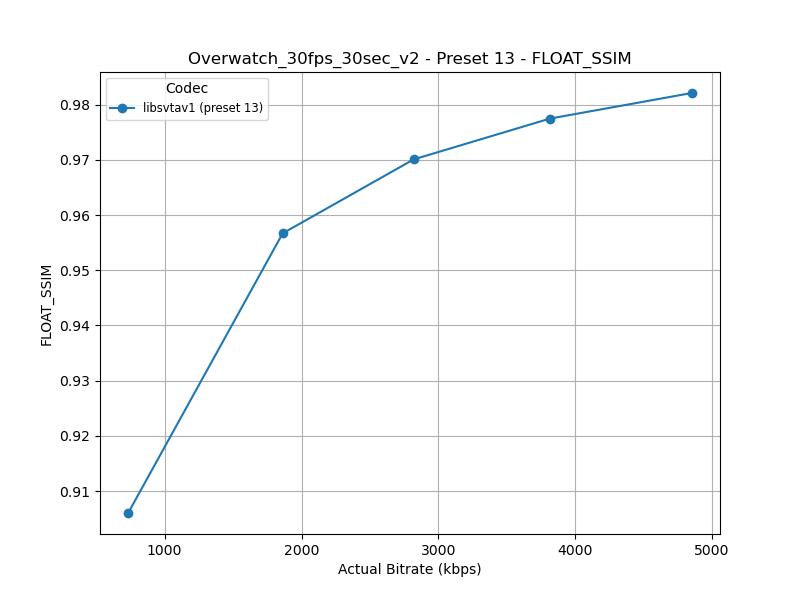 Overwatch_30fps_30sec_v2 - Preset 13 - FLOAT_SSIM
Codec
libsvtav1 (preset 13)
FLOAT_SSIM
0.98
0.97
0.96
0.95
0.94
0.93
0.92
0.91
1000 2000 3000 4000 5000
Actual Bitrate (kbps)